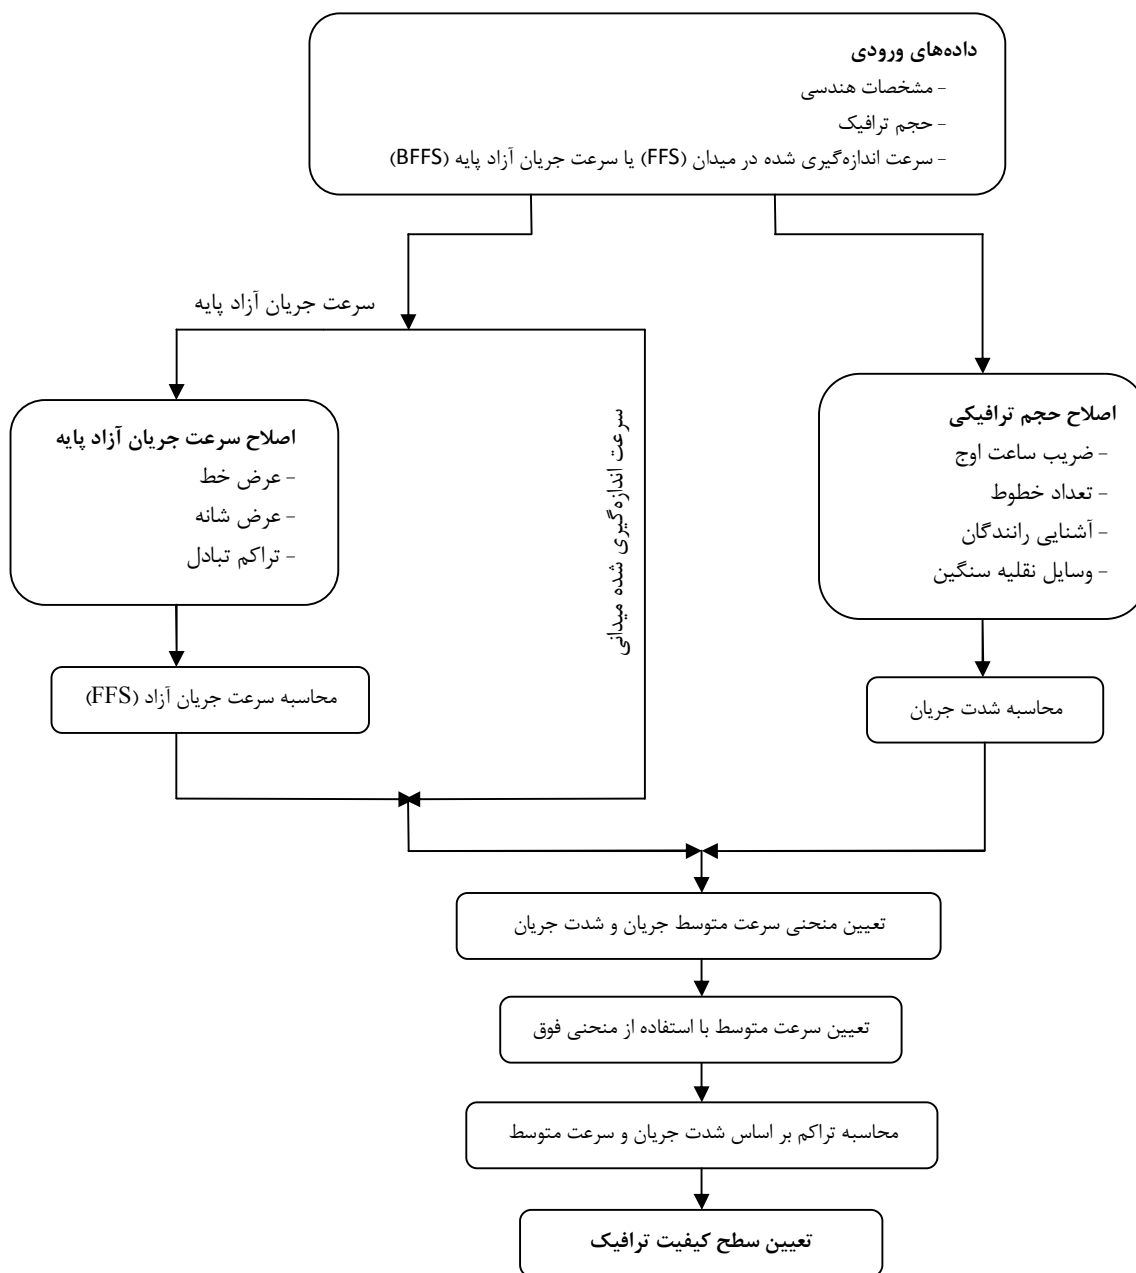 داده‌های ورودی
- مشخصات هندسی
- حجم ترافیک
- سرعت اندازه‌گیری شده در میدان (FFS) یا سرعت جریان آزاد پایه (BFFS)
سرعت جریان آزاد پایه
اصلاح سرعت جریان آزاد پایه
- عرض خط
- عرض شانه
- تراکم تبادل
سرعت اندازه‌گیری شده میدانی
اصلاح حجم ترافیکی
- ضریب ساعت اوج
- تعداد خطوط
- آشنایی رانندگان
- وسایل نقلیه سنگین
محاسبه سرعت جریان آزاد (FFS)
محاسبه شدت جریان
تعیین منحنی سرعت متوسط جریان و شدت جریان
تعیین سرعت متوسط با استفاده از منحنی فوق
محاسبه تراکم بر اساس شدت جریان و سرعت متوسط
تعیین سطح کیفیت ترافیک